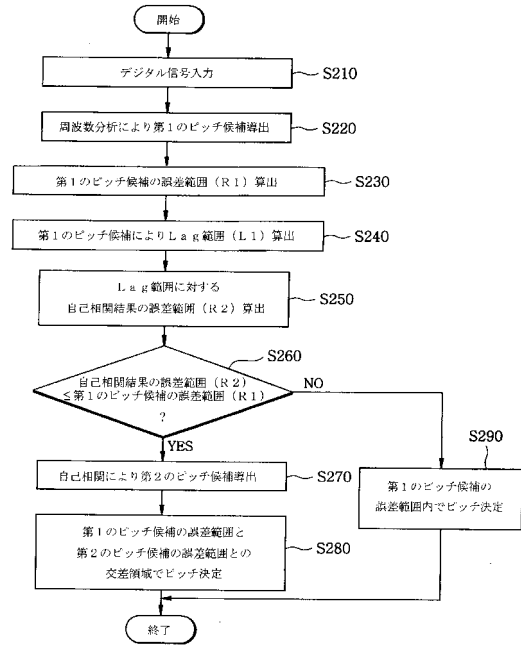 開始
デジタル信号入力
S210
周波数分析により第1のピッチ候補導出
S220
第1のピッチ候補の誤差範囲（R1）算出
S230
第1のピッチ候補によりLag範囲（L1）算出
S240
Lag範囲に対する
自己相関結果の誤差範囲（R2）算出
S250
S260
自己相関結果の誤差範囲（R2）
≦第1のピッチ候補の誤差範囲（R1）
？
NO
YES
S290
自己相関により第2のピッチ候補導出
S270
第1のピッチ候補の
誤差範囲内でピッチ決定
第1のピッチ候補の誤差範囲と
第2のピッチ候補の誤差範囲との
交差領域でピッチ決定
S280
終了